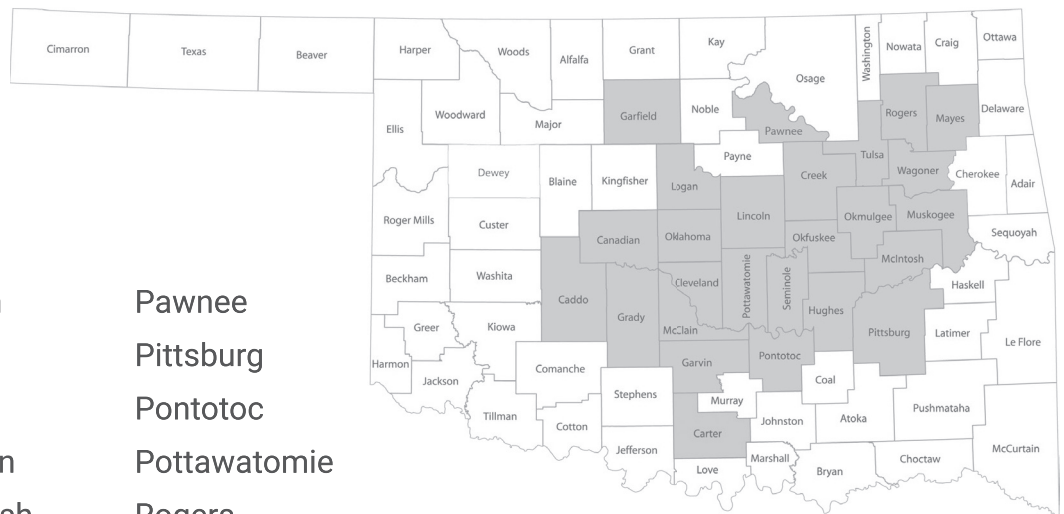 Cimarron
Texas
Beaver
Harper
Woods
Alfalfa
Grant
Kay
Osage
Washington
Nowata
Craig
Ottawa
Ellis
Woodward
Major
Garfield
Noble
Pawnee
Rogers
Mayes
Delaware
Dewey
Blaine
Kingfisher
Logan
Payne
Creek
Tulsa
Wagoner
Cherokee
Adair
Roger Mills
Custer
Canadian
Oklahoma
Lincoln
Okfuskee
Okmulgee
Muskogee
Sequoyah
Beckham
Washita
Caddo
Grady
Cleveland
McClain
Pottawatomie
Seminole
Hughes
McIntosh
Haskell
Pittsburg
Latimer
Le Flore
Harmon
Greer
Kiowa
Jackson
Comanche
Tillman
Cotton
Stephens
Jefferson
Garvin
Pontotoc
Murray
Carter
Love
Coal
Johnston
Marshall
Atoka
Bryan
Pushmataha
Choctaw
McCurtain
Pawnee
Pittsburg
Pontotoc
n Pottawatomie
sh Rogers